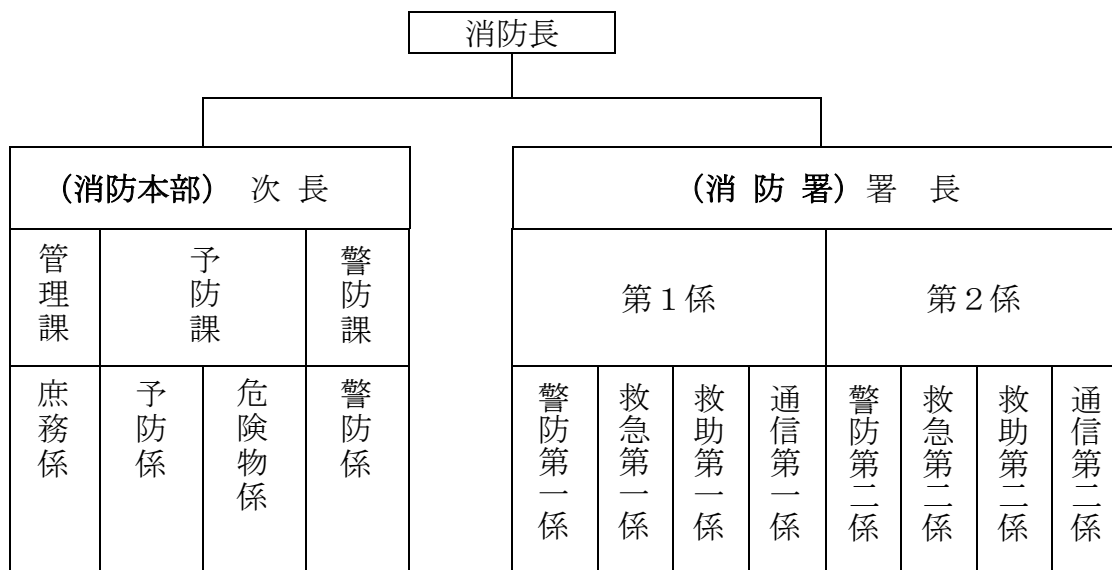 消防長
(消防本部) 次 長
(消 防 署) 署 長
管理課
予防課
警防課
第1係
第2係
庶務係
予防係
危険物係
警防係
警防第一係
救急第一係
救助第一係
通信第一係
警防第二係
救急第二係
救助第二係
通信第二係